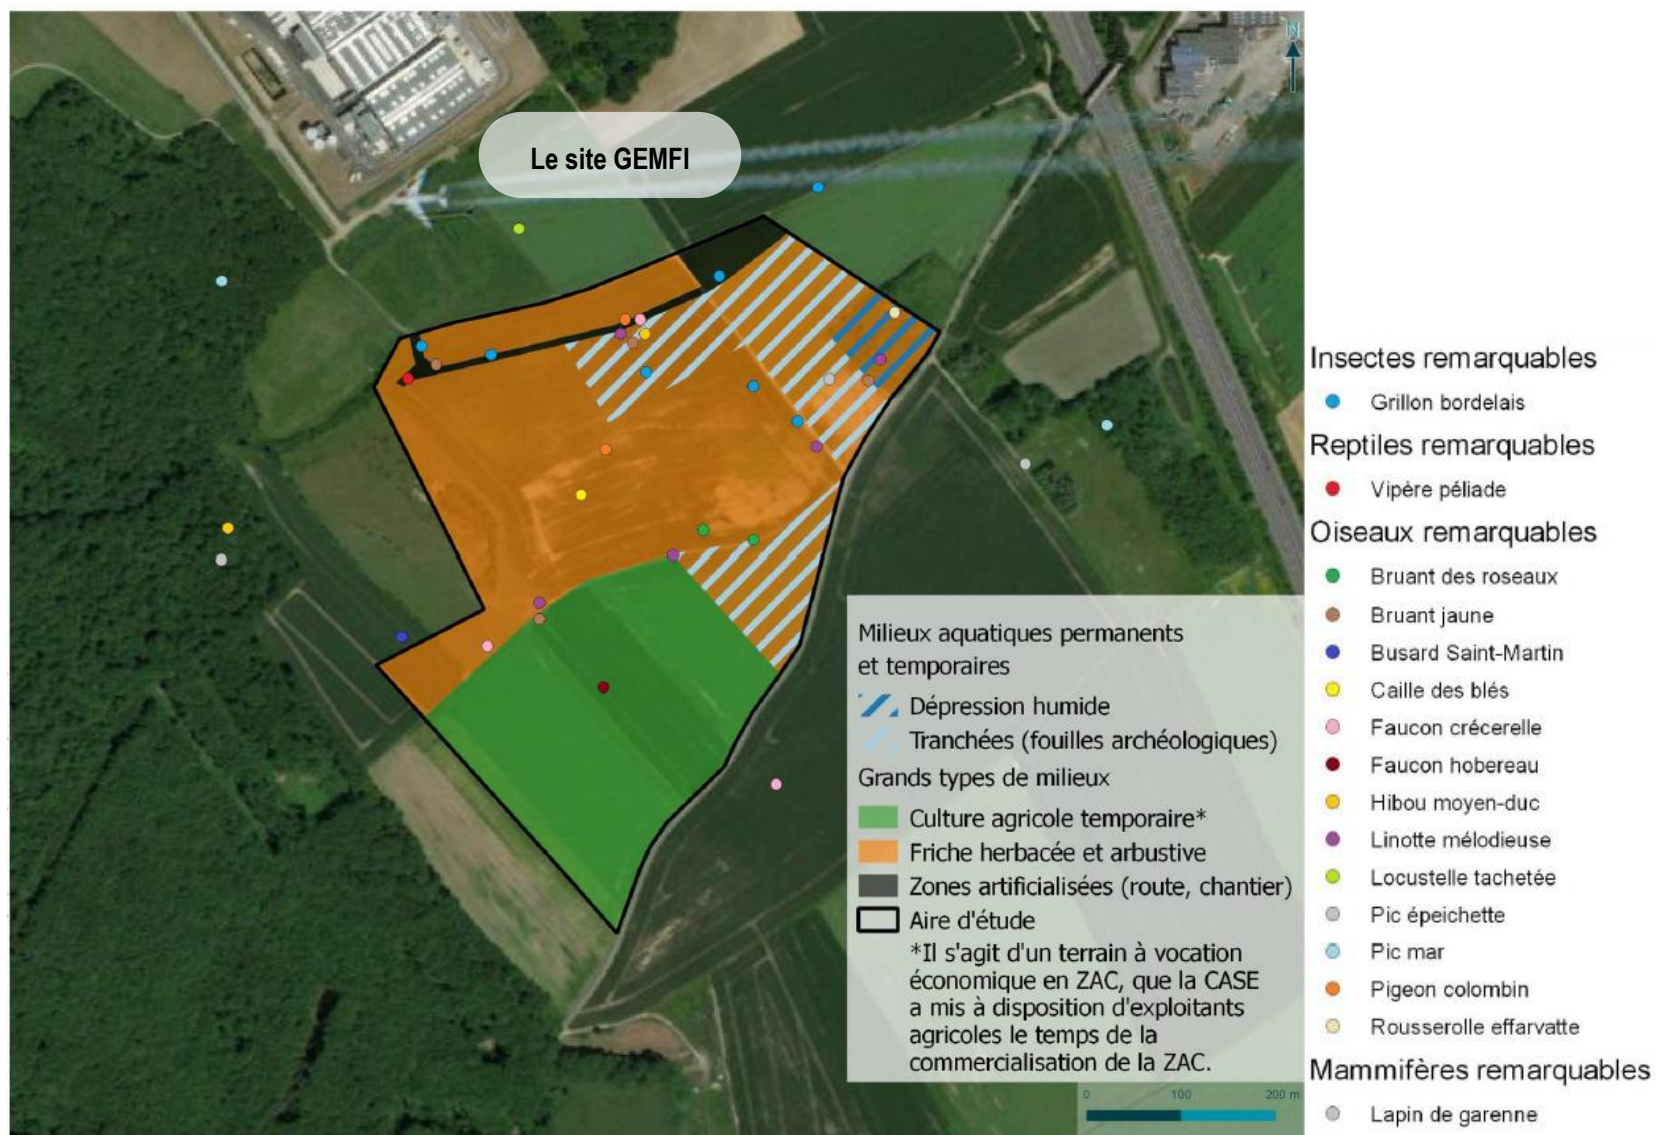 N
Le site GEMFI
Milieux aquatiques permanents
et temporaires
Dépression humide
Tranchées (fouilles archéologiques)
Grands types de milieux
Culture agricole temporaire*
Friche herbacée et arbustive
Zones artificialisées (route, chantier)
Aire d'étude
*Il s'agit d'un terrain à vocation
économique en ZAC, que la CASE
a mis à disposition d'exploitants
agricoles le temps de la
commercialisation de la ZAC.
0 100 200 m
Insectes remarquables
Grillon bordelais
Reptiles remarquables
Vipère péliade
Oiseaux remarquables
Bruant des roseaux
Bruant jaune
Busard Saint-Martin
Caille des blés
Faucon crécerelle
Faucon hobereau
Hibou moyen-duc
Linotte mélodieuse
Locustelle tachetée
Pic épeichette
Pic mar
Pigeon colombin
Rousserolle effarvatte
Mammifères remarquables
Lapin de garenne